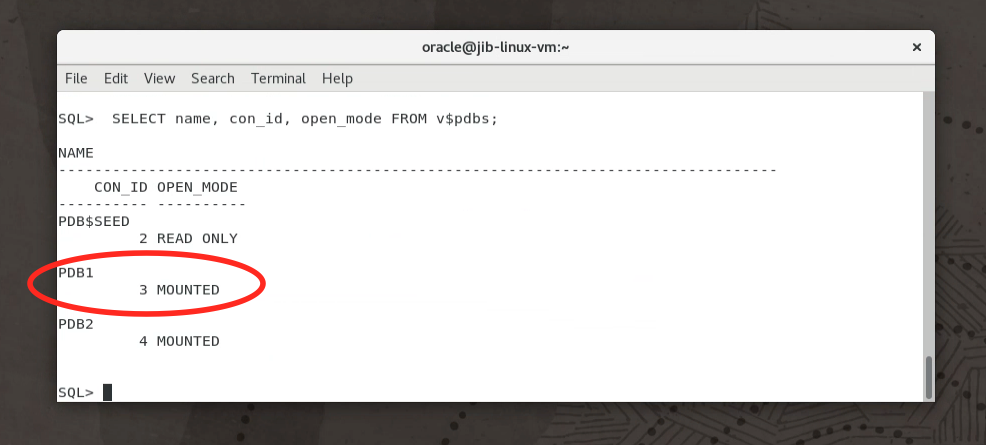 oracle@jib-linux-vm:~
×
File Edit View Search Terminal Help
SQL>  SELECT name, con_id, open_mode FROM v$pdbs;
NAME
--------------------------------------------------------------------------------
    CON_ID OPEN_MODE
---------- ----------
PDB$SEED
         2 READ ONLY
PDB1
         3 MOUNTED
PDB2
         4 MOUNTED
SQL>